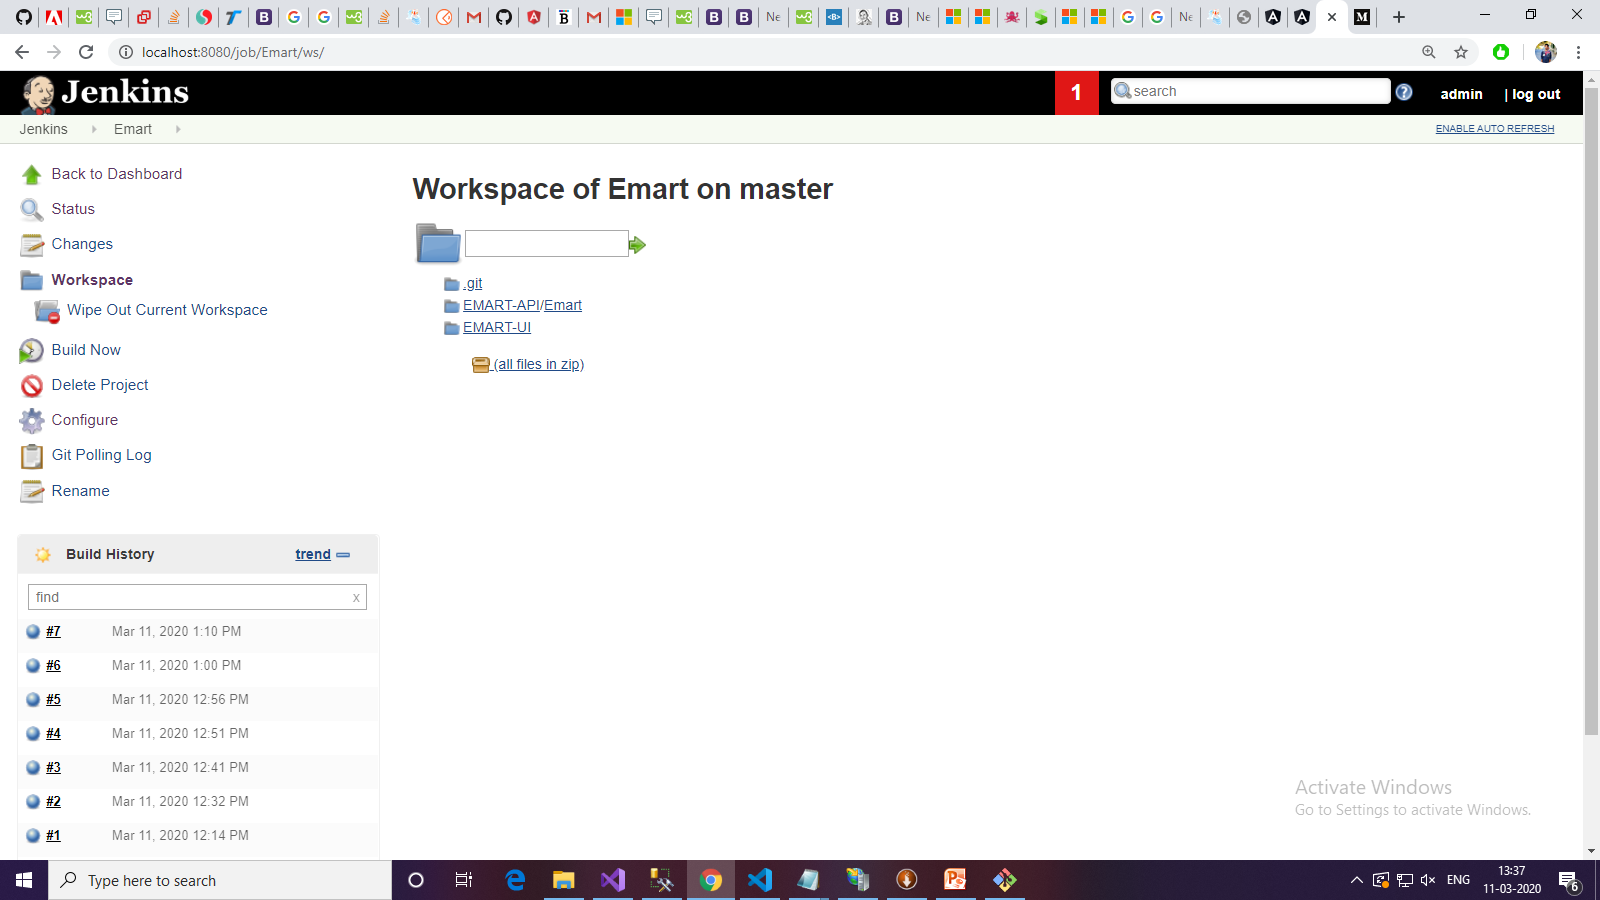 localhost:8080/job/Emart/ws/
Jenkins
1
search
admin
| log out
Jenkins
Emart
ENABLE AUTO REFRESH
Back to Dashboard
Status
Changes
Workspace
Wipe Out Current Workspace
Build Now
Delete Project
Configure
Git Polling Log
Rename
Workspace of Emart on master
.git
EMART-API/Emart
EMART-UI
(all files in zip)
Build History
trend
find
x
#7 Mar 11, 2020 1:10 PM
#6 Mar 11, 2020 1:00 PM
#5 Mar 11, 2020 12:56 PM
#4 Mar 11, 2020 12:51 PM
#3 Mar 11, 2020 12:41 PM
#2 Mar 11, 2020 12:32 PM
#1 Mar 11, 2020 12:14 PM
Activate Windows
Go to Settings to activate Windows.
Type here to search
ENG
13:37
11-03-2020
6